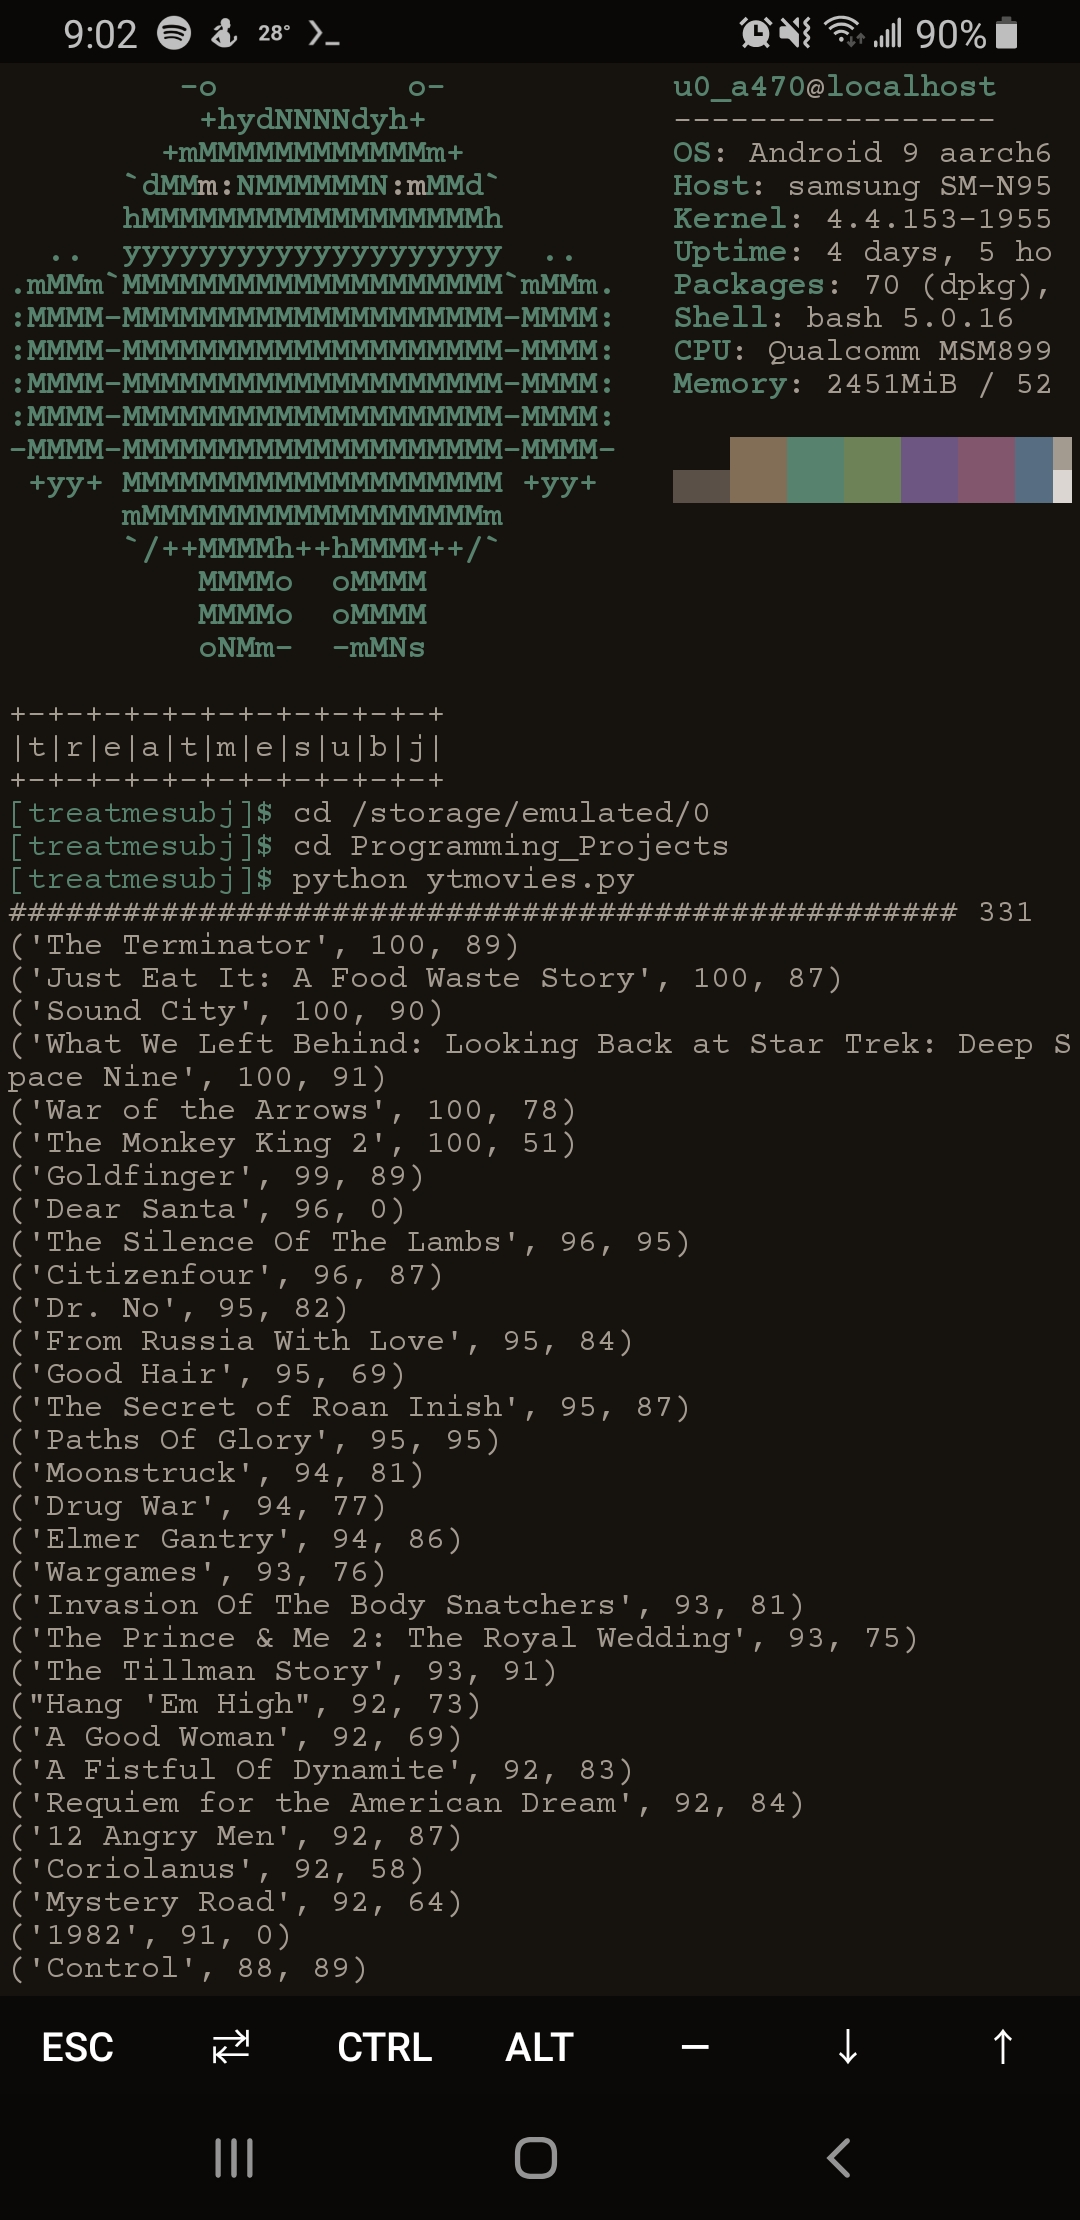 9:02 28° 90%
-o          o-
+hydNNNNdyh+
+mMMMMMMMMMMMMm+
`dMMm:NMMMMMMN:mMMd`
hMMMMMMMMMMMMMMMMMMh
.. yyyyyyyyyyyyyyyyyyyy ..
.mMMm`MMMMMMMMMMMMMMMMMMMM`mMMm.
:MMMM-MMMMMMMMMMMMMMMMMMMM-MMMM:
:MMMM-MMMMMMMMMMMMMMMMMMMM-MMMM:
:MMMM-MMMMMMMMMMMMMMMMMMMM-MMMM:
:MMMM-MMMMMMMMMMMMMMMMMMMM-MMMM:
-MMMM-MMMMMMMMMMMMMMMMMMMM-MMMM-
+yy+ MMMMMMMMMMMMMMMMMMMM +yy+
mMMMMMMMMMMMMMMMMMMm
`/++MMMMh++hMMMM++/`
MMMMo  oMMMM
MMMMo  oMMMM
oNMm-  -mMNs
u0_a470@localhost
-----------------
OS: Android 9 aarch6
Host: samsung SM-N95
Kernel: 4.4.153-1955
Uptime: 4 days, 5 ho
Packages: 70 (dpkg),
Shell: bash 5.0.16
CPU: Qualcomm MSM899
Memory: 2451MiB / 52
+-+-+-+-+-+-+-+-+-+-+-+
|t|r|e|a|t|m|e|s|u|b|j|
+-+-+-+-+-+-+-+-+-+-+-+
[treatmesubj]$ cd /storage/emulated/0
[treatmesubj]$ cd Programming_Projects
[treatmesubj]$ python ytmovies.py
################################################## 331
('The Terminator', 100, 89)
('Just Eat It: A Food Waste Story', 100, 87)
('Sound City', 100, 90)
('What We Left Behind: Looking Back at Star Trek: Deep S
pace Nine', 100, 91)
('War of the Arrows', 100, 78)
('The Monkey King 2', 100, 51)
('Goldfinger', 99, 89)
('Dear Santa', 96, 0)
('The Silence Of The Lambs', 96, 95)
('Citizenfour', 96, 87)
('Dr. No', 95, 82)
('From Russia With Love', 95, 84)
('Good Hair', 95, 69)
('The Secret of Roan Inish', 95, 87)
('Paths Of Glory', 95, 95)
('Moonstruck', 94, 81)
('Drug War', 94, 77)
('Elmer Gantry', 94, 86)
('Wargames', 93, 76)
('Invasion Of The Body Snatchers', 93, 81)
('The Prince & Me 2: The Royal Wedding', 93, 75)
('The Tillman Story', 93, 91)
("Hang 'Em High", 92, 73)
('A Good Woman', 92, 69)
('A Fistful Of Dynamite', 92, 83)
('Requiem for the American Dream', 92, 84)
('12 Angry Men', 92, 87)
('Coriolanus', 92, 58)
('Mystery Road', 92, 64)
('1982', 91, 0)
('Control', 88, 89)
ESC ⇄ CTRL ALT — ↓ ↑